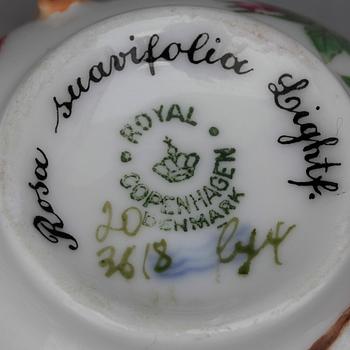 Rosa suavifolia Lightf.
ROYAL
COPENHAGEN
DENMARK
20
3618